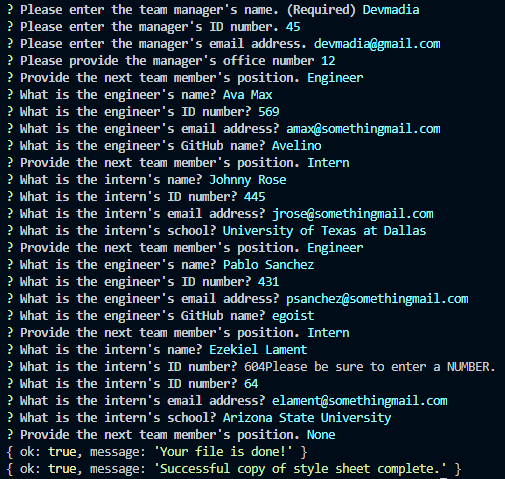 ? Please enter the team manager's name. (Required) Devmadia
? Please enter the manager's ID number. 45
? Please enter the manager's email address. devmadia@gmail.com
? Please provide the manager's office number 12
? Provide the next team member's position. Engineer
? What is the engineer's name? Ava Max
? What is the engineer's ID number? 569
? What is the engineer's email address? amax@somethingmail.com
? What is the engineer's GitHub name? Avelino
? Provide the next team member's position. Intern
? What is the intern's name? Johnny Rose
? What is the intern's ID number? 445
? What is the intern's email address? jrose@somethingmail.com
? What is the intern's school? University of Texas at Dallas
? Provide the next team member's position. Engineer
? What is the engineer's name? Pablo Sanchez
? What is the engineer's ID number? 431
? What is the engineer's email address? psanchez@somethingmail.com
? What is the engineer's GitHub name? egoist
? Provide the next team member's position. Intern
? What is the intern's name? Ezekiel Lament
? What is the intern's ID number? 604Please be sure to enter a NUMBER.
? What is the intern's ID number? 64
? What is the intern's email address? elament@somethingmail.com
? What is the intern's school? Arizona State University
? Provide the next team member's position. None
{ ok: true, message: 'Your file is done!' }
{ ok: true, message: 'Successful copy of style sheet complete.' }